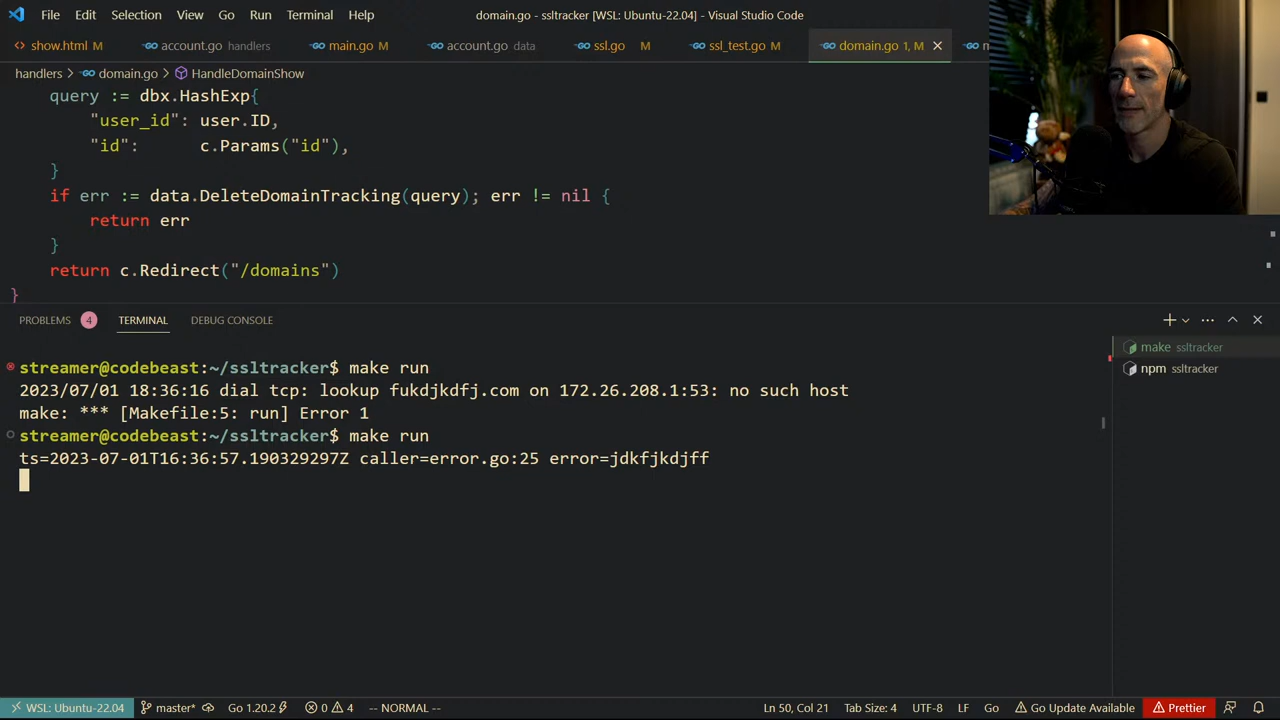 File Edit Selection View Go Run Terminal Help
domain.go - ssltracker [WSL: Ubuntu-22.04] - Visual Studio Code
show.html M account.go handlers main.go M account.go data ssl.go M ssl_test.go M domain.go 1, M
handlers > domain.go > HandleDomainShow
query := dbx.HashExp{
"user_id": user.ID,
"id": c.Params("id"),
}
if err := data.DeleteDomainTracking(query); err != nil {
return err
}
return c.Redirect("/domains")
}
PROBLEMS 4 TERMINAL DEBUG CONSOLE
streamer@codebeast:~/ssltracker$ make run
2023/07/01 18:36:16 dial tcp: lookup fukdjkdfj.com on 172.26.208.1:53: no such host
make: *** [Makefile:5: run] Error 1
streamer@codebeast:~/ssltracker$ make run
ts=2023-07-01T16:36:57.190329297Z caller=error.go:25 error=jdkfjkdjff
make ssltracker
npm ssltracker
WSL: Ubuntu-22.04 master* Go 1.20.2 0 4 -- NORMAL -- Ln 50, Col 21 Tab Size: 4 UTF-8 LF Go Go Update Available Prettier